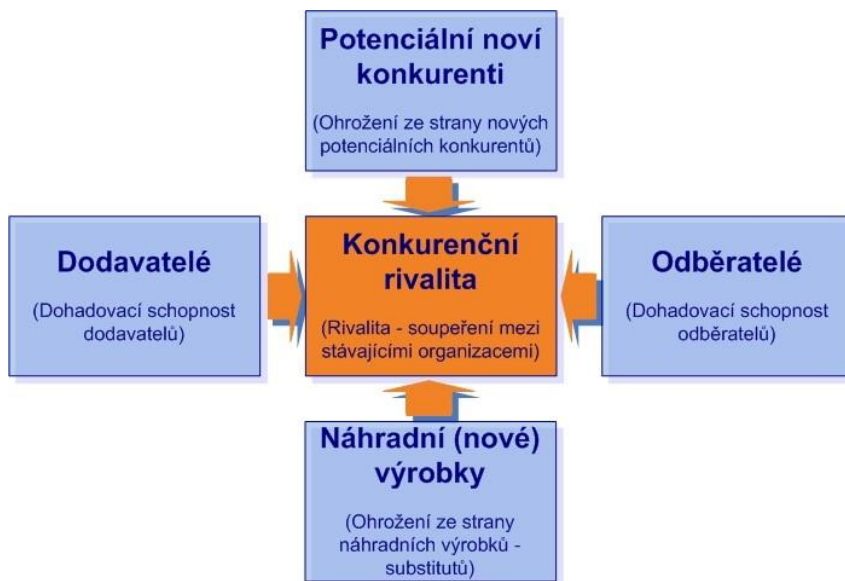 Potenciální noví
konkurenti
(Ohrožení ze strany nových
potenciálních konkurentů)
Dodavatelé
(Dohadovací schopnost
dodavatelů)
Konkurenční
rivalita
(Rivalita - soupeření mezi
stávajícími organizacemi)
Odběratelé
(Dohadovací schopnost
odběratelů)
Náhradní (nové)
výrobky
(Ohrožení ze strany
náhradních výrobků -
substitutů)